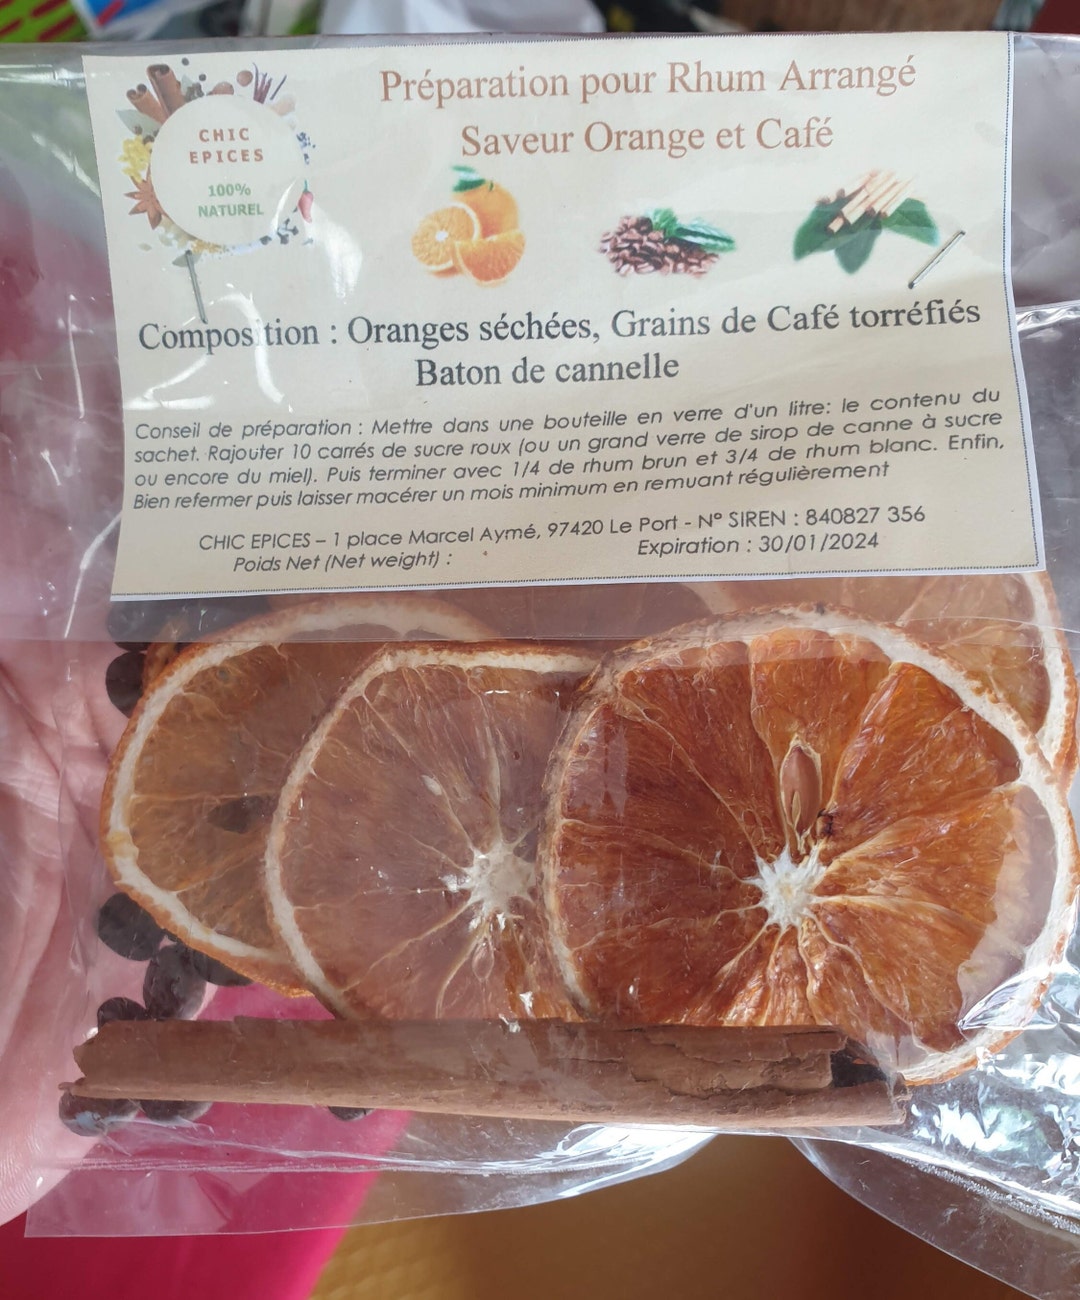 CHIC
EPICES
100%
NATUREL
Préparation pour Rhum Arrangé
Saveur Orange et Café
Composition : Oranges séchées, Grains de Café torréfiés
Baton de cannelle
Conseil de préparation : Mettre dans une bouteille en verre d'un litre: le contenu du
sachet. Rajouter 10 carrés de sucre roux (ou un grand verre de sirop de canne à sucre
ou encore du miel). Puis terminer avec 1/4 de rhum brun et 3/4 de rhum blanc. Enfin,
Bien refermer puis laisser macérer un mois minimum en remuant régulièrement
CHIC EPICES – 1 place Marcel Aymé, 97420 Le Port - N° SIREN : 840827 356
Poids Net (Net weight) : Expiration : 30/01/2024